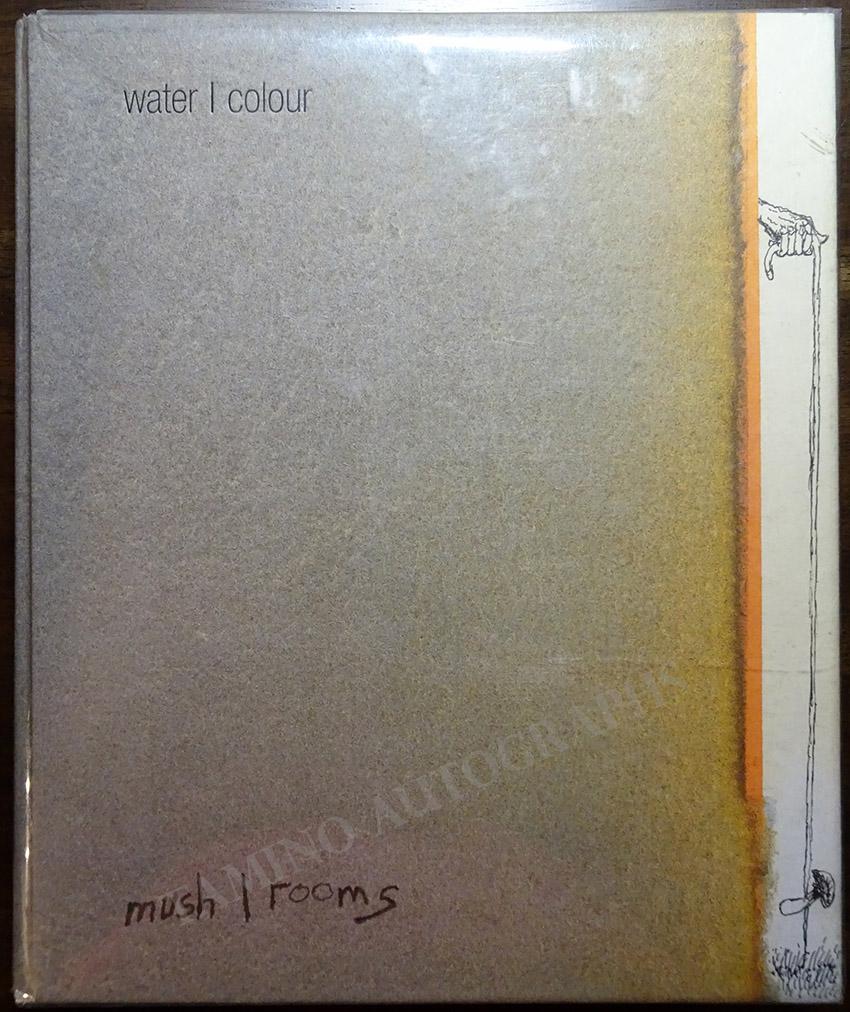 water | colour
TAMINO AUTOGRAPHS
mush | rooms